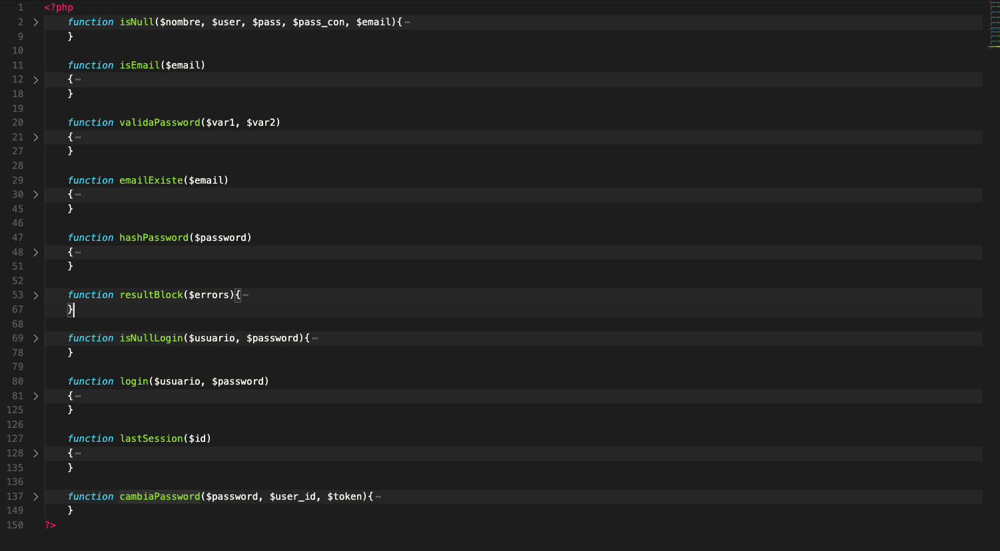 1 <?php
2 > function isNull($nombre, $user, $pass, $pass_con, $email){⋯
9 }
10
11 function isEmail($email)
12 > {⋯
18 }
19
20 function validaPassword($var1, $var2)
21 > {⋯
27 }
28
29 function emailExiste($email)
30 > {⋯
45 }
46
47 function hashPassword($password)
48 > {⋯
51 }
52
53 > function resultBlock($errors){⋯
67 }
68
69 > function isNullLogin($usuario, $password){⋯
78 }
79
80 function login($usuario, $password)
81 > {⋯
125 }
126
127 function lastSession($id)
128 > {⋯
135 }
136
137 > function cambiaPassword($password, $user_id, $token){⋯
149 }
150 ?>